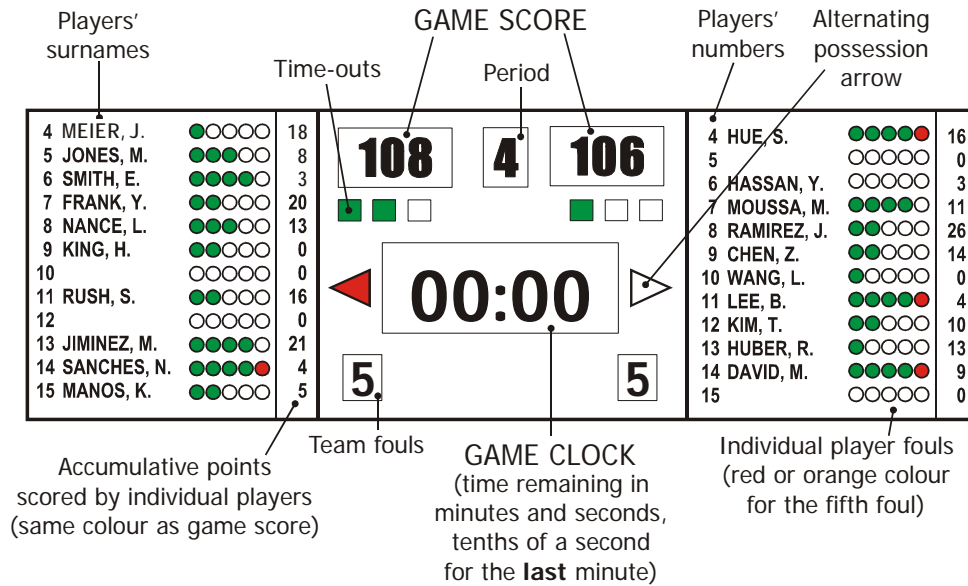 Players'
surnames
GAME SCORE
Players'
numbers
Alternating
possession
arrow
Time-outs
Period
4 MEIER, J. 18
5 JONES, M. 8
6 SMITH, E. 3
7 FRANK, Y. 20
8 NANCE, L. 13
9 KING, H. 0
10 0
11 RUSH, S. 16
12 0
13 JIMINEZ, M. 21
14 SANCHES, N. 4
15 MANOS, K. 5
108 4 106
00:00
5 5
4 HUE, S. 16
5 0
6 HASSAN, Y. 3
7 MOUSSA, M. 11
8 RAMIREZ, J. 26
9 CHEN, Z. 14
10 WANG, L. 0
11 LEE, B. 4
12 KIM, T. 10
13 HUBER, R. 13
14 DAVID, M. 9
15 0
Accumulative points
scored by individual players
(same colour as game score)
Team fouls
GAME CLOCK
(time remaining in
minutes and seconds,
tenths of a second
for the last minute)
Individual player fouls
(red or orange colour
for the fifth foul)